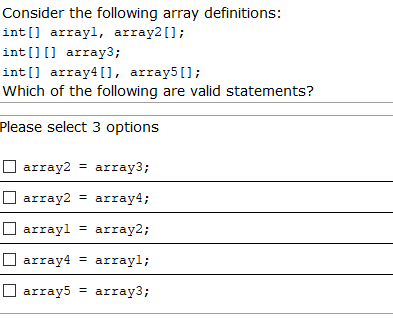 Consider the following array definitions:
int[] array1, array2[];
int[][] array3;
int[] array4[], array5[];
Which of the following are valid statements?
Please select 3 options
array2 = array3;
array2 = array4;
array1 = array2;
array4 = array1;
array5 = array3;